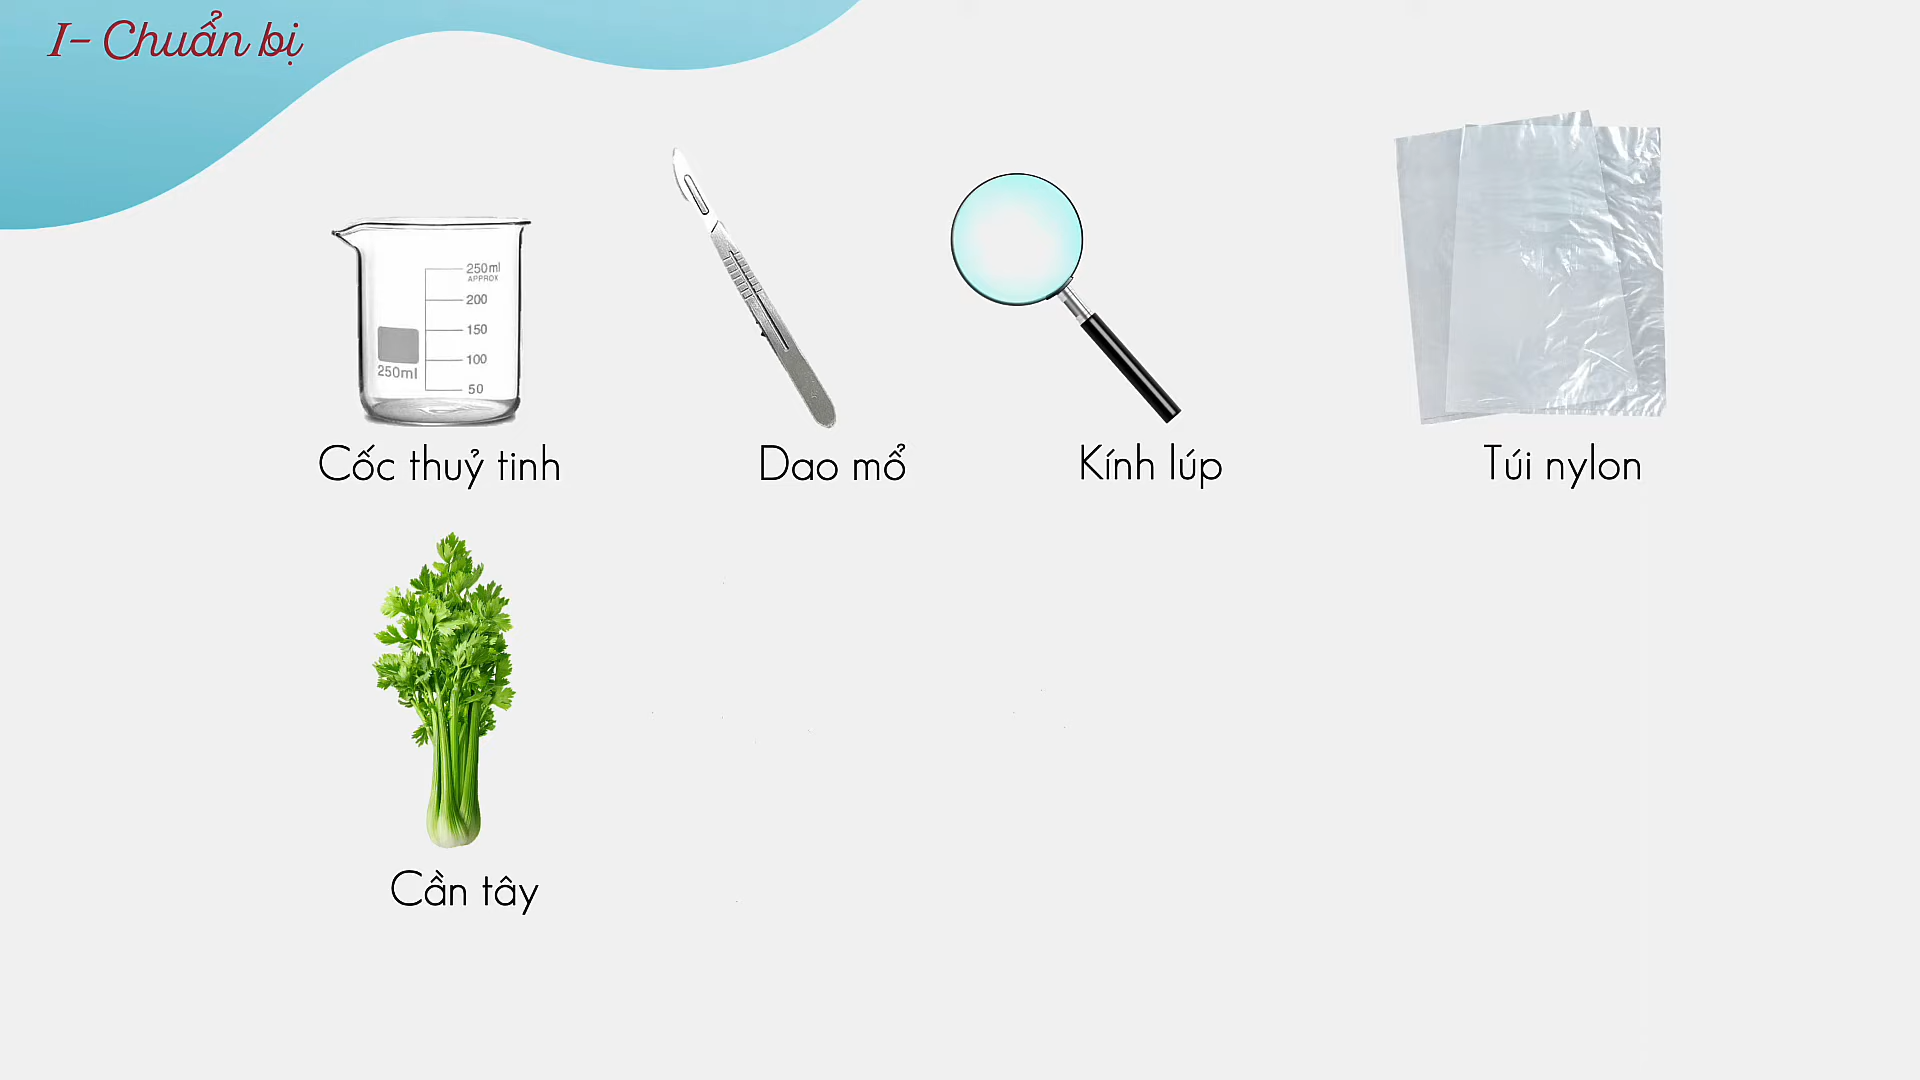 I- Chuẩn bị
250ml
APPROX
200
150
100
50
250ml
Cốc thuỷ tinh
Dao mổ
Kính lúp
Túi nylon
Cần tây